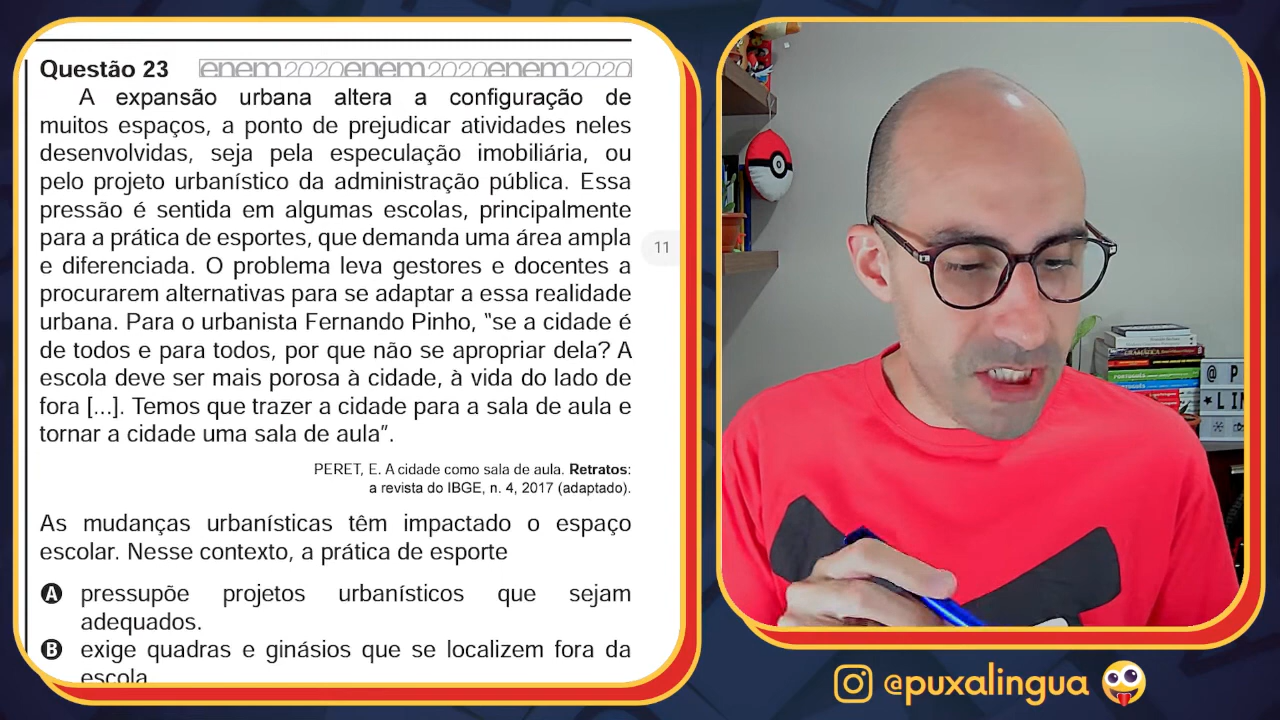 Questão 23
enem2020enem2020enem2020
A expansão urbana altera a configuração de
muitos espaços, a ponto de prejudicar atividades neles
desenvolvidas, seja pela especulação imobiliária, ou
pelo projeto urbanístico da administração pública. Essa
pressão é sentida em algumas escolas, principalmente
para a prática de esportes, que demanda uma área ampla
e diferenciada. O problema leva gestores e docentes a
procurarem alternativas para se adaptar a essa realidade
urbana. Para o urbanista Fernando Pinho, “se a cidade é
de todos e para todos, por que não se apropriar dela? A
escola deve ser mais porosa à cidade, à vida do lado de
fora [...]. Temos que trazer a cidade para a sala de aula e
tornar a cidade uma sala de aula”.
PERET, E. A cidade como sala de aula. Retratos:
a revista do IBGE, n. 4, 2017 (adaptado).
As mudanças urbanísticas têm impactado o espaço
escolar. Nesse contexto, a prática de esporte
A pressupõe projetos urbanísticos que sejam
adequados.
B exige quadras e ginásios que se localizem fora da
escola
11
GRAMÁTICA
PORTUGUÊS
@ P
LIN
@puxalingua